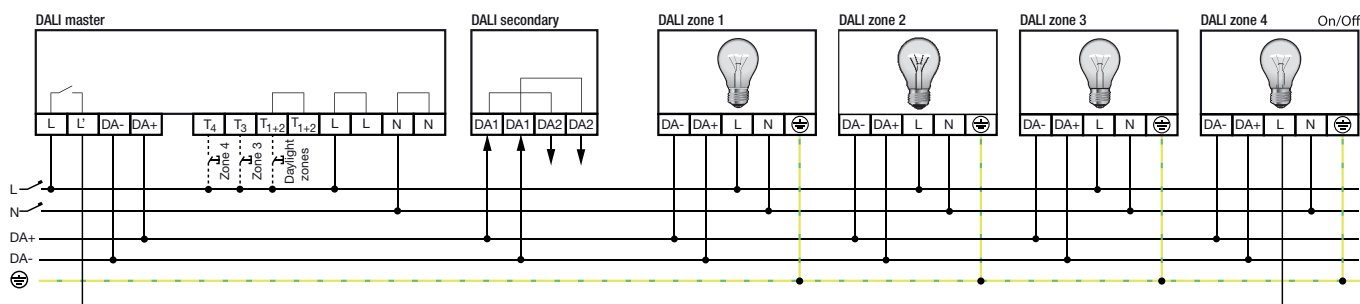 DALI master DALI secondary DALI zone 1 DALI zone 2 DALI zone 3 DALI zone 4 On/Off
L L' DA- DA+ T4 T3 T1+2 T1+2 L L N N DA1 DA1 DA2 DA2 DA- DA+ L N DA- DA+ L N DA- DA+ L N DA- DA+ L N
Zone 4
Zone 3
Daylight
zones
L
N
DA+
DA-